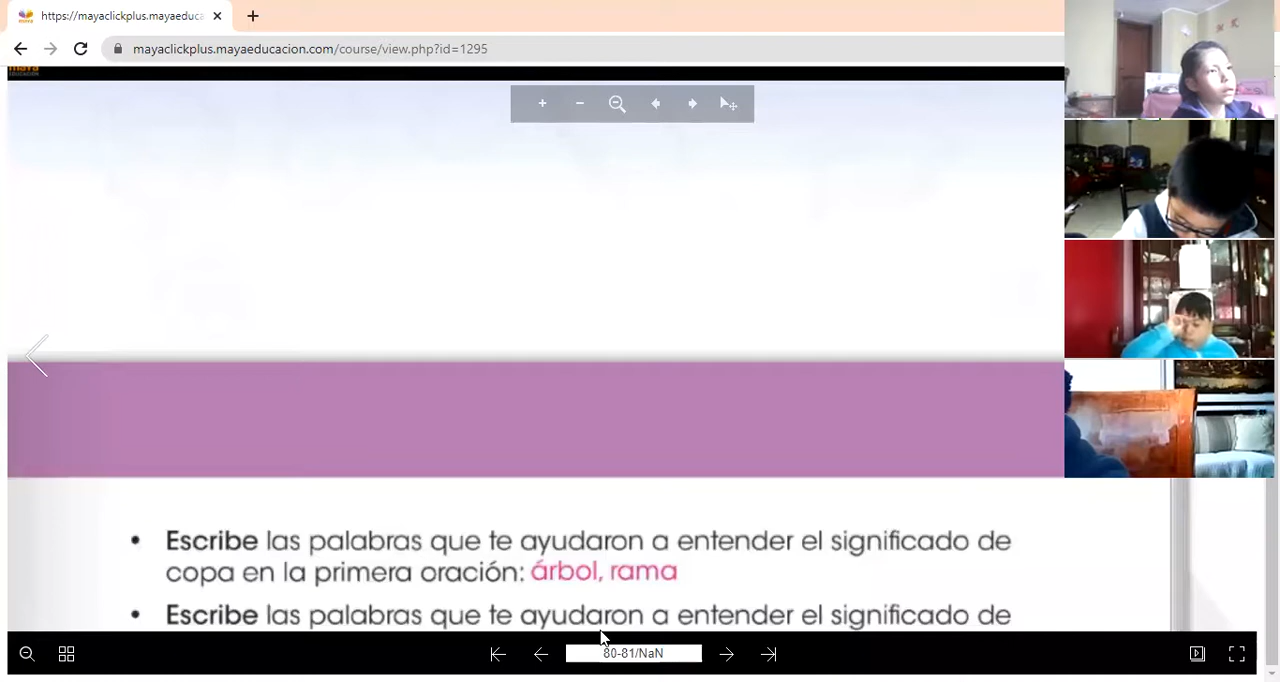 https://mayaclickplus.mayaeduca
mayaclickplus.mayaeducacion.com/course/view.php?id=1295
maya
EDUCACIÓN
• Escribe las palabras que te ayudaron a entender el significado de
copa en la primera oración: árbol, rama
• Escribe las palabras que te ayudaron a entender el significado de
80-81/NaN